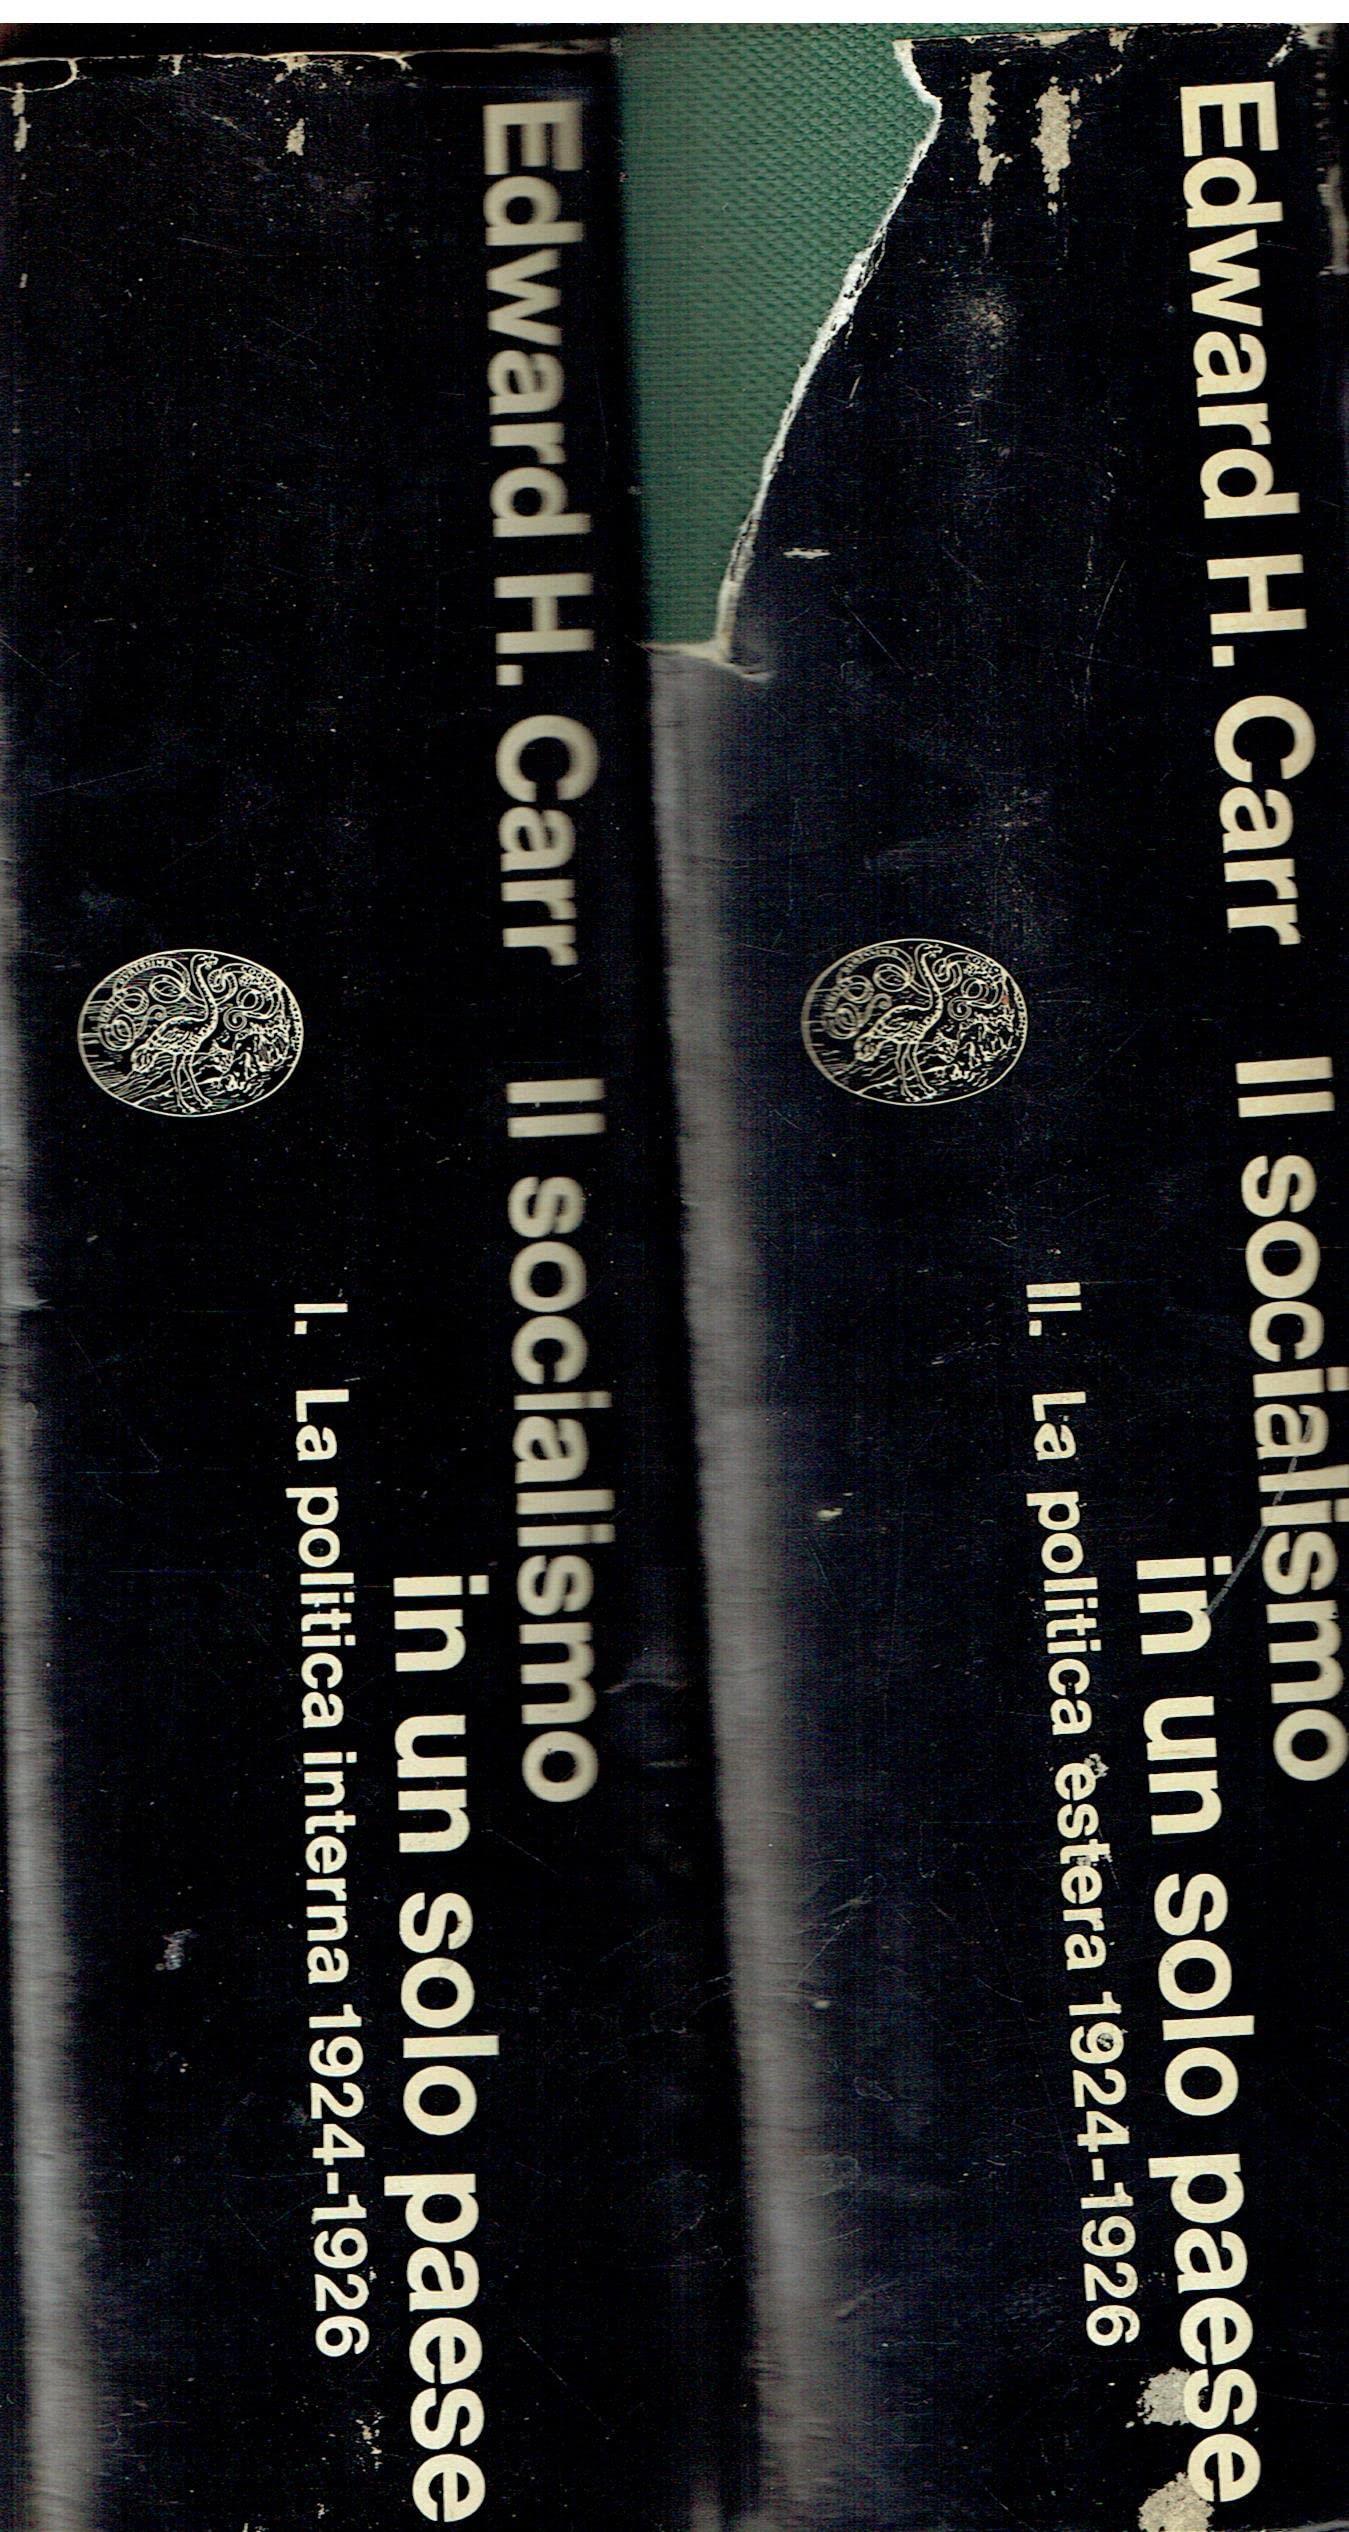 Edward H. Carr Il socialismo
in un solo paese
I. La politica interna 1924-1926
Edward H. Carr Il socialismo
in un solo paese
II. La politica estera 1924-1926